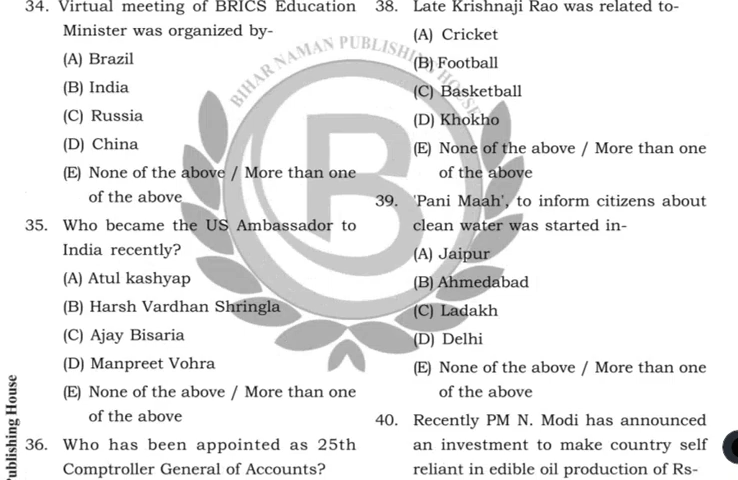 34. Virtual meeting of BRICS Education
Minister was organized by-
(A) Brazil
(B) India
(C) Russia
(D) China
(E) None of the above / More than one
of the above
35. Who became the US Ambassador to
India recently?
(A) Atul kashyap
(B) Harsh Vardhan Shringla
(C) Ajay Bisaria
(D) Manpreet Vohra
(E) None of the above / More than one
of the above
36. Who has been appointed as 25th
Comptroller General of Accounts?
38. Late Krishnaji Rao was related to-
(A) Cricket
(B) Football
(C) Basketball
(D) Khokho
(E) None of the above / More than one
of the above
39. 'Pani Maah', to inform citizens about
clean water was started in-
(A) Jaipur
(B) Ahmedabad
(C) Ladakh
(D) Delhi
(E) None of the above / More than one
of the above
40. Recently PM N. Modi has announced
an investment to make country self
reliant in edible oil production of Rs-
BIHAR NAMAN PUBLISHING HOUSE
B
ublishing House